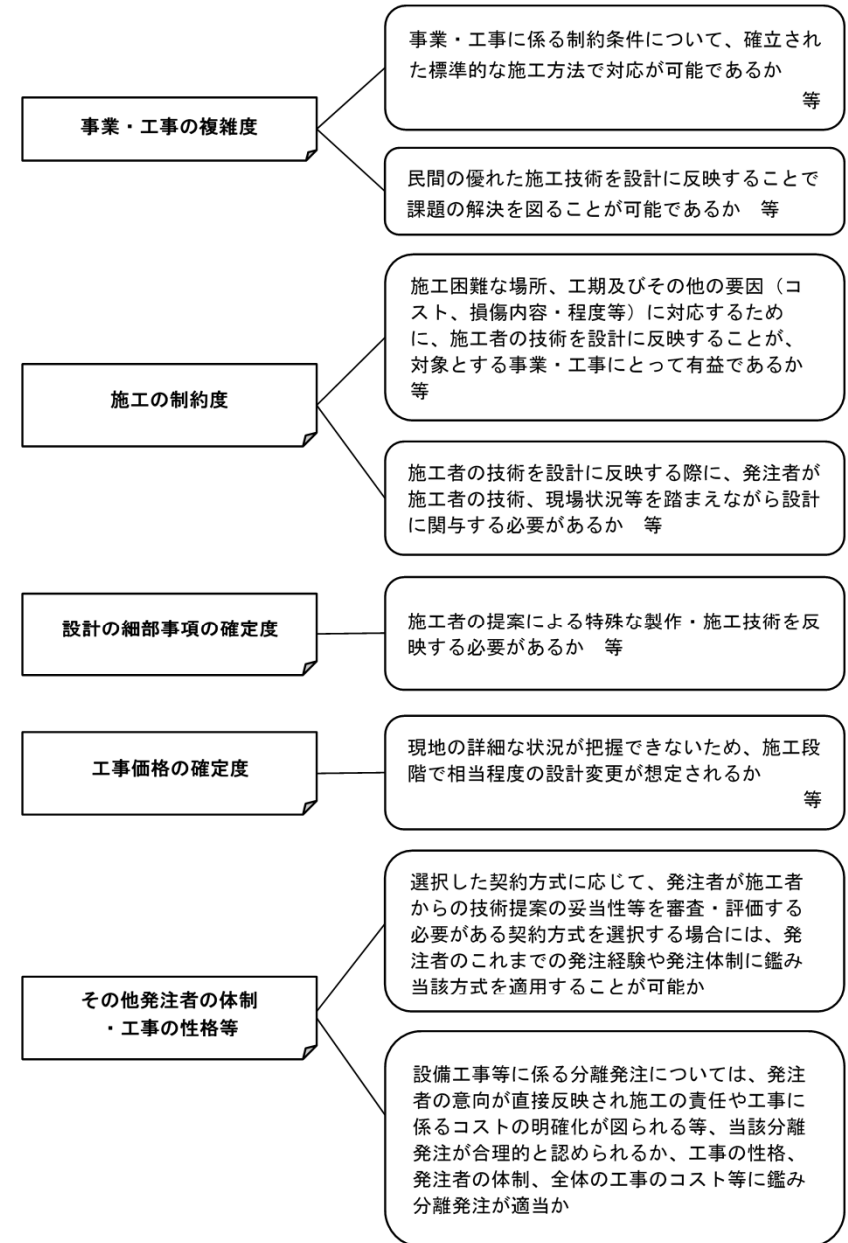 事業・工事の複雑度
事業・工事に係る制約条件について、確立され
た標準的な施工方法で対応が可能であるか
等
民間の優れた施工技術を設計に反映することで
課題の解決を図ることが可能であるか　等
施工の制約度
施工困難な場所、工期及びその他の要因（コ
スト、損傷内容・程度等）に対応するため
に、施工者の技術を設計に反映することが、
対象とする事業・工事にとって有益であるか
等
施工者の技術を設計に反映する際に、発注者が
施工者の技術、現場状況等を踏まえながら設計
に関与する必要があるか　等
設計の細部事項の確定度
施工者の提案による特殊な製作・施工技術を反
映する必要があるか　等
工事価格の確定度
現地の詳細な状況が把握できないため、施工段
階で相当程度の設計変更が想定されるか
等
その他発注者の体制
・工事の性格等
選択した契約方式に応じて、発注者が施工者
からの技術提案の妥当性等を審査・評価する
必要がある契約方式を選択する場合には、発
注者のこれまでの発注経験や発注体制に鑑み
当該方式を適用することが可能か
設備工事等に係る分離発注については、発注
者の意向が直接反映され施工の責任や工事に
係るコストの明確化が図られる等、当該分離
発注が合理的と認められるか、工事の性格、
発注者の体制、全体の工事のコスト等に鑑み
分離発注が適当か